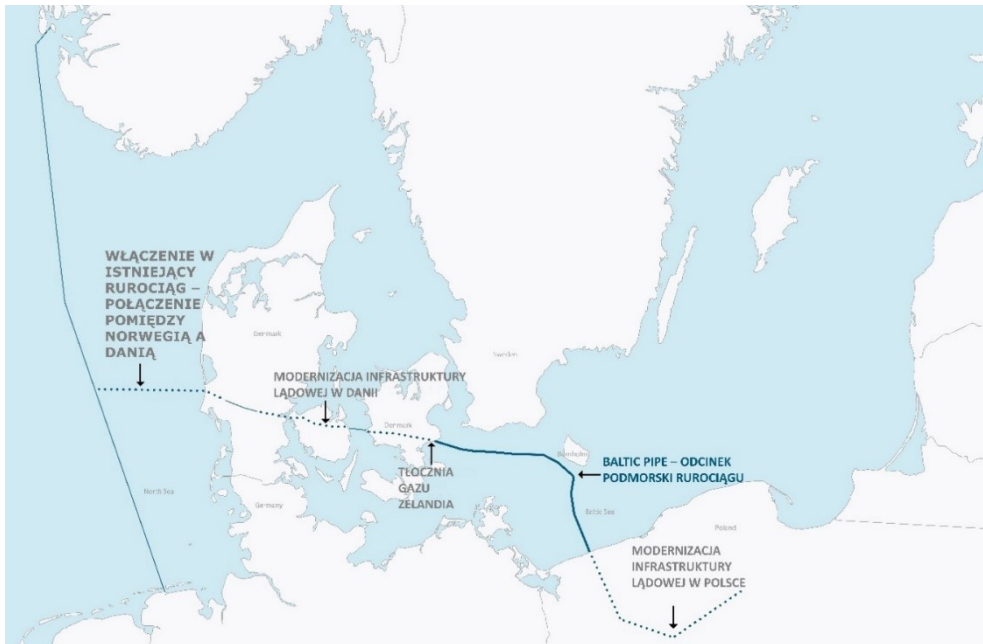 WŁĄCZENIE W
ISTNIEJĄCY
RUROCIĄG –
POŁĄCZENIE
POMIĘDZY
NORWEGIĄ A
DANIĄ
Denmark
MODERNIZACJA INFRASTRUKTURY
LĄDOWEJ W DANII
Sweden
Denmark
Bornholm
TŁOCZNIA
GAZU
ZELANDIA
BALTIC PIPE – ODCINEK
PODMORSKI RUROCIĄGU
North Sea
Germany
Baltic Sea
Poland
MODERNIZACJA
INFRASTRUKTURY
LĄDOWEJ W POLSCE